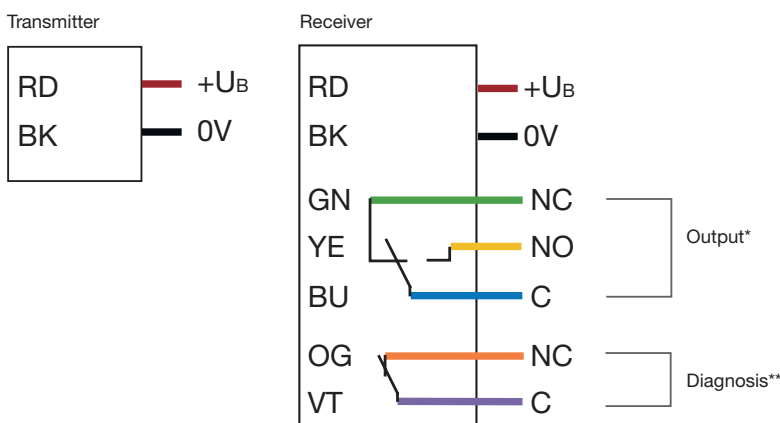 Transmitter
RD +UB
BK 0V
Receiver
RD +UB
BK 0V
GN NC
YE NO
BU C
Output*
OG NC
VT C
Diagnosis**